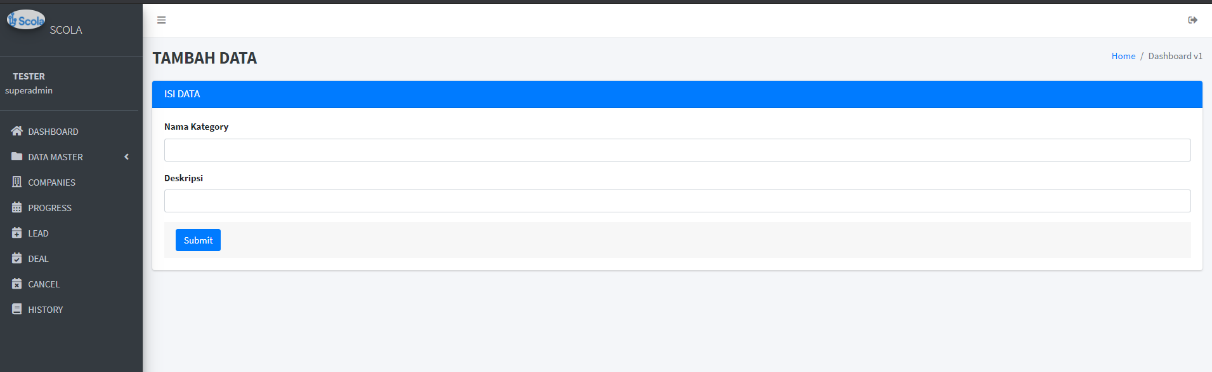 Scola
SCOLA
TESTER
superadmin
DASHBOARD
DATA MASTER
COMPANIES
PROGRESS
LEAD
DEAL
CANCEL
HISTORY
TAMBAH DATA
Home / Dashboard v1
ISI DATA
Nama Kategory
Deskripsi
Submit